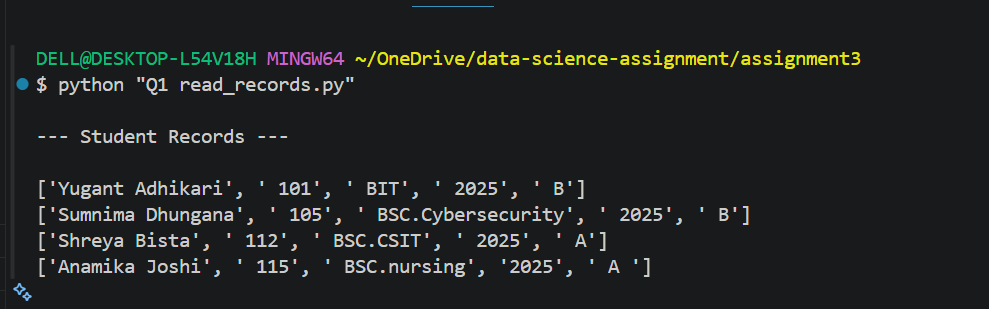 DELL@DESKTOP-L54V18H MINGW64 ~/OneDrive/data-science-assignment/assignment3
$ python "Q1 read_records.py"
--- Student Records ---
['Yugant Adhikari', ' 101', ' BIT', ' 2025', ' B']
['Sumnima Dhungana', ' 105', ' BSC.Cybersecurity', ' 2025', ' B']
['Shreya Bista', ' 112', ' BSC.CSIT', ' 2025', ' A']
['Anamika Joshi', ' 115', ' BSC.nursing', '2025', ' A ']